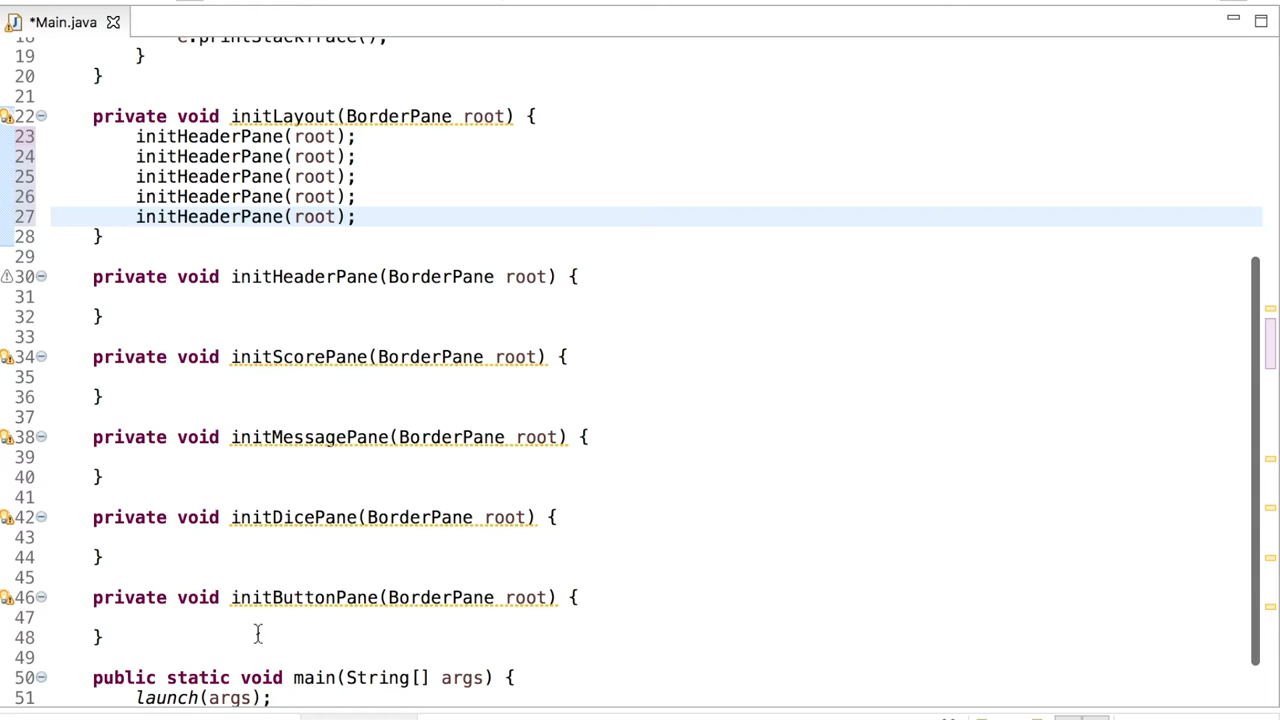 *Main.java
18 e.printStackTrace();
19 }
20 }
21
22 private void initLayout(BorderPane root) {
23 initHeaderPane(root);
24 initHeaderPane(root);
25 initHeaderPane(root);
26 initHeaderPane(root);
27 initHeaderPane(root);
28 }
29
30 private void initHeaderPane(BorderPane root) {
31
32 }
33
34 private void initScorePane(BorderPane root) {
35
36 }
37
38 private void initMessagePane(BorderPane root) {
39
40 }
41
42 private void initDicePane(BorderPane root) {
43
44 }
45
46 private void initButtonPane(BorderPane root) {
47
48 }
49
50 public static void main(String[] args) {
51 launch(args);